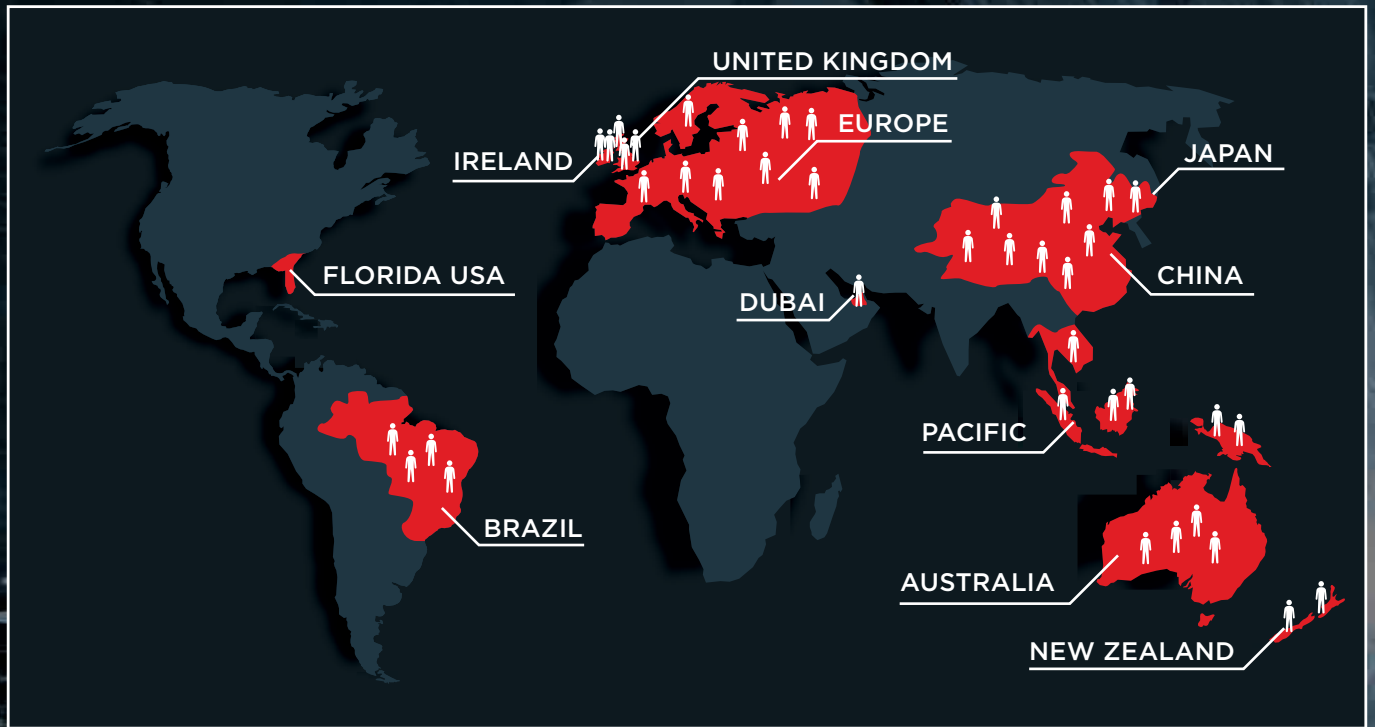 UNITED KINGDOM
EUROPE
IRELAND
JAPAN
FLORIDA USA
DUBAI
CHINA
PACIFIC
BRAZIL
AUSTRALIA
NEW ZEALAND